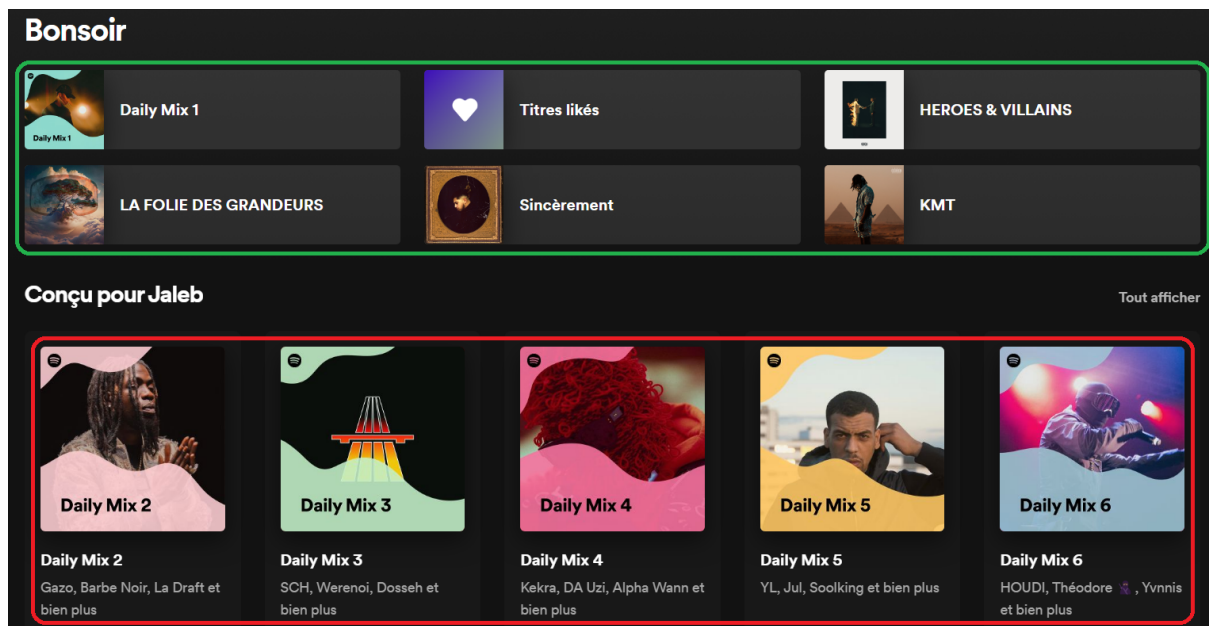 Bonsoir
Daily Mix 1
Daily Mix 1
Titres likés
HEROES & VILLAINS
LA FOLIE DES GRANDEURS
Sincèrement
KMT
Conçu pour Jaleb
Tout afficher
Daily Mix 2
Daily Mix 3
Daily Mix 4
Daily Mix 5
Daily Mix 6
Daily Mix 2
Gazo, Barbe Noir, La Draft et
bien plus
Daily Mix 3
SCH, Werenoi, Dosseh et
bien plus
Daily Mix 4
Kekra, DA Uzi, Alpha Wann et
bien plus
Daily Mix 5
YL, Jul, Soolking et bien plus
Daily Mix 6
HOUDI, Théodore , Yvnnis
et bien plus